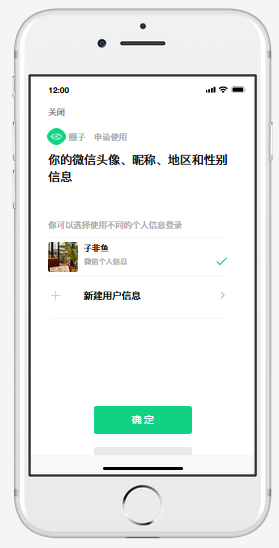 12:00
关闭
圈子 申请使用
你的微信头像、昵称、地区和性别
信息
你可以选择使用不同的个人信息登录
子非鱼
微信个人信息
新建用户信息
确定